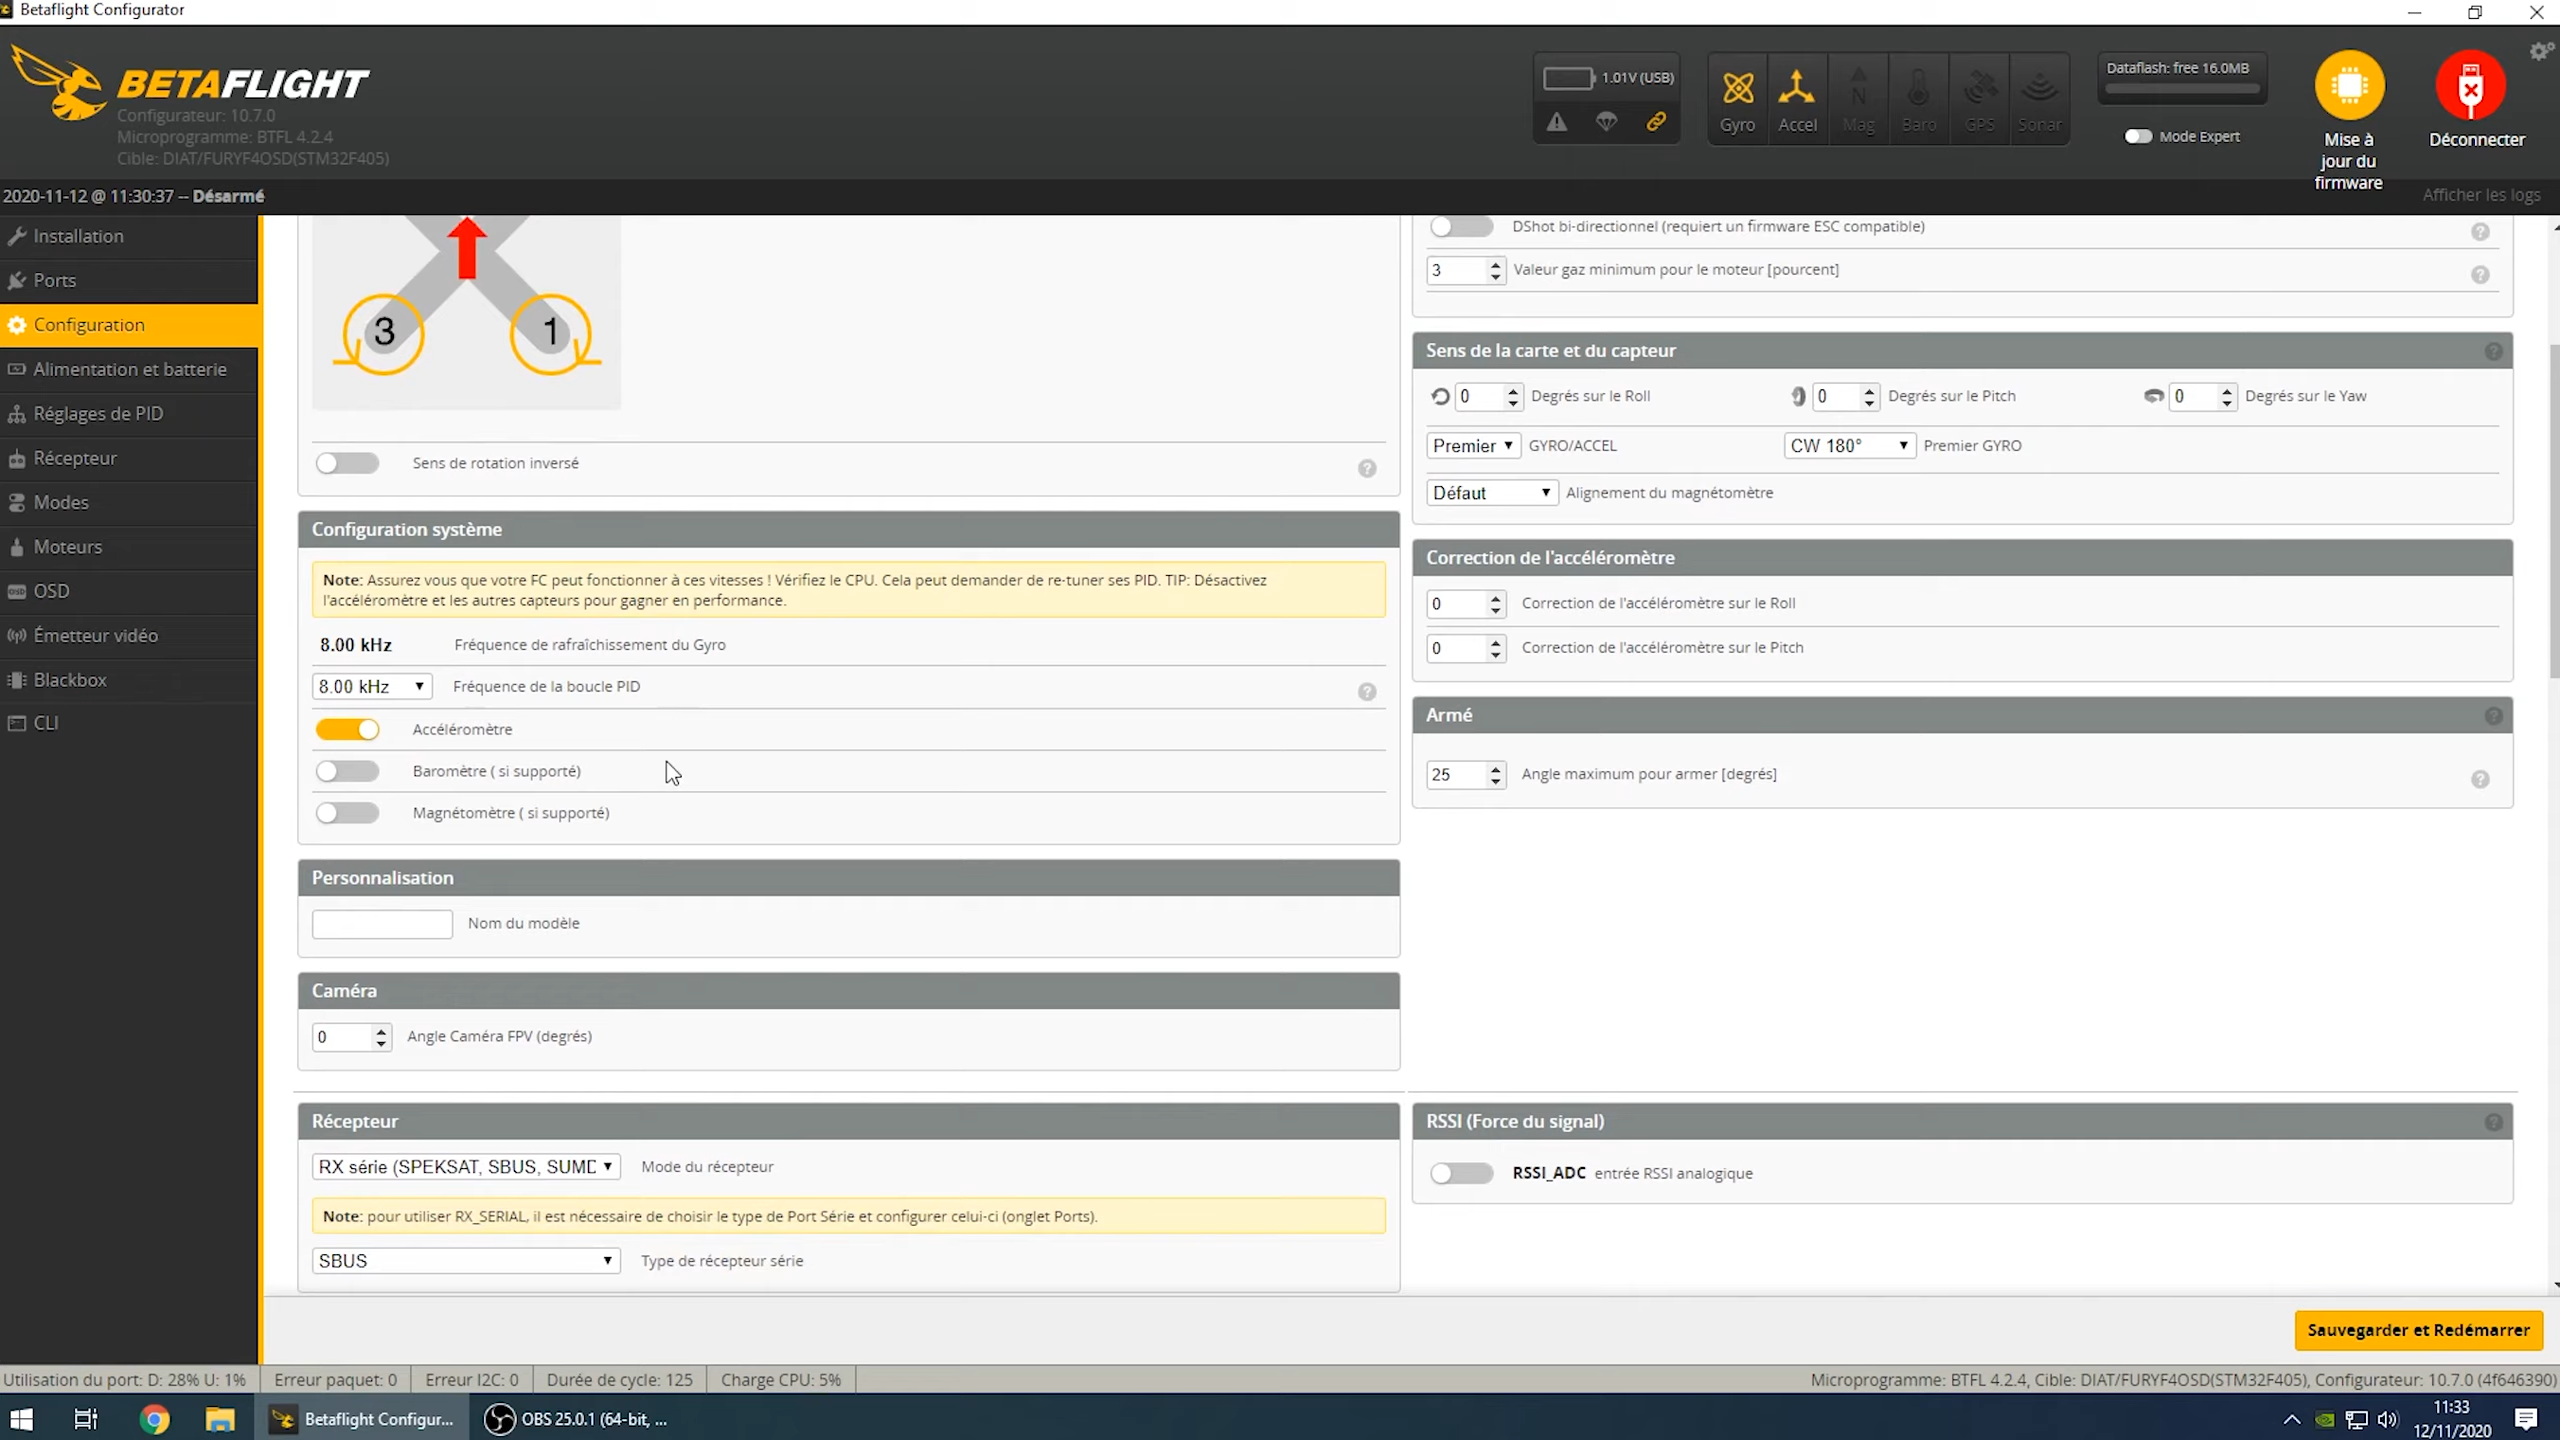 Betaflight Configurator
BETAFLIGHT
Configurateur: 10.7.0
Microprogramme: BTFL 4.2.4
Cible: DIAT/FURYF4OSD(STM32F405)
1.01V (USB)
Gyro
Accel
Mag
Baro
GPS
Sonar
Dataflash: free 16.0MB
Mode Expert
Mise à
jour du
firmware
Déconnecter
2020-11-12 @ 11:30:37 -- Désarmé
Afficher les logs
Installation
Ports
Configuration
Alimentation et batterie
Réglages de PID
Récepteur
Modes
Moteurs
OSD
Émetteur vidéo
Blackbox
CLI
3
1
Sens de rotation inversé
Configuration système
Note: Assurez vous que votre FC peut fonctionner à ces vitesses ! Vérifiez le CPU. Cela peut demander de re-tuner ses PID. TIP: Désactivez
l'accéléromètre et les autres capteurs pour gagner en performance.
8.00 kHz Fréquence de rafraîchissement du Gyro
8.00 kHz Fréquence de la boucle PID
Accéléromètre
Baromètre ( si supporté)
Magnétomètre ( si supporté)
Personnalisation
Nom du modèle
Caméra
0 Angle Caméra FPV (degrés)
Récepteur
RX série (SPEKSAT, SBUS, SUMD Mode du récepteur
Note: pour utiliser RX_SERIAL, il est nécessaire de choisir le type de Port Série et configurer celui-ci (onglet Ports).
SBUS Type de récepteur série
DShot bi-directionnel (requiert un firmware ESC compatible)
3 Valeur gaz minimum pour le moteur [pourcent]
Sens de la carte et du capteur
0 Degrés sur le Roll 0 Degrés sur le Pitch 0 Degrés sur le Yaw
Premier GYRO/ACCEL CW 180° Premier GYRO
Défaut Alignement du magnétomètre
Correction de l'accéléromètre
0 Correction de l'accéléromètre sur le Roll
0 Correction de l'accéléromètre sur le Pitch
Armé
25 Angle maximum pour armer [degrés]
RSSI (Force du signal)
RSSI_ADC entrée RSSI analogique
Sauvegarder et Redémarrer
Utilisation du port: D: 28% U: 1% Erreur paquet: 0 Erreur I2C: 0 Durée de cycle: 125 Charge CPU: 5% Microprogramme: BTFL 4.2.4, Cible: DIAT/FURYF4OSD(STM32F405), Configurateur: 10.7.0 (4f646390)
Betaflight Configur...
OBS 25.0.1 (64-bit, ...
11:33
12/11/2020